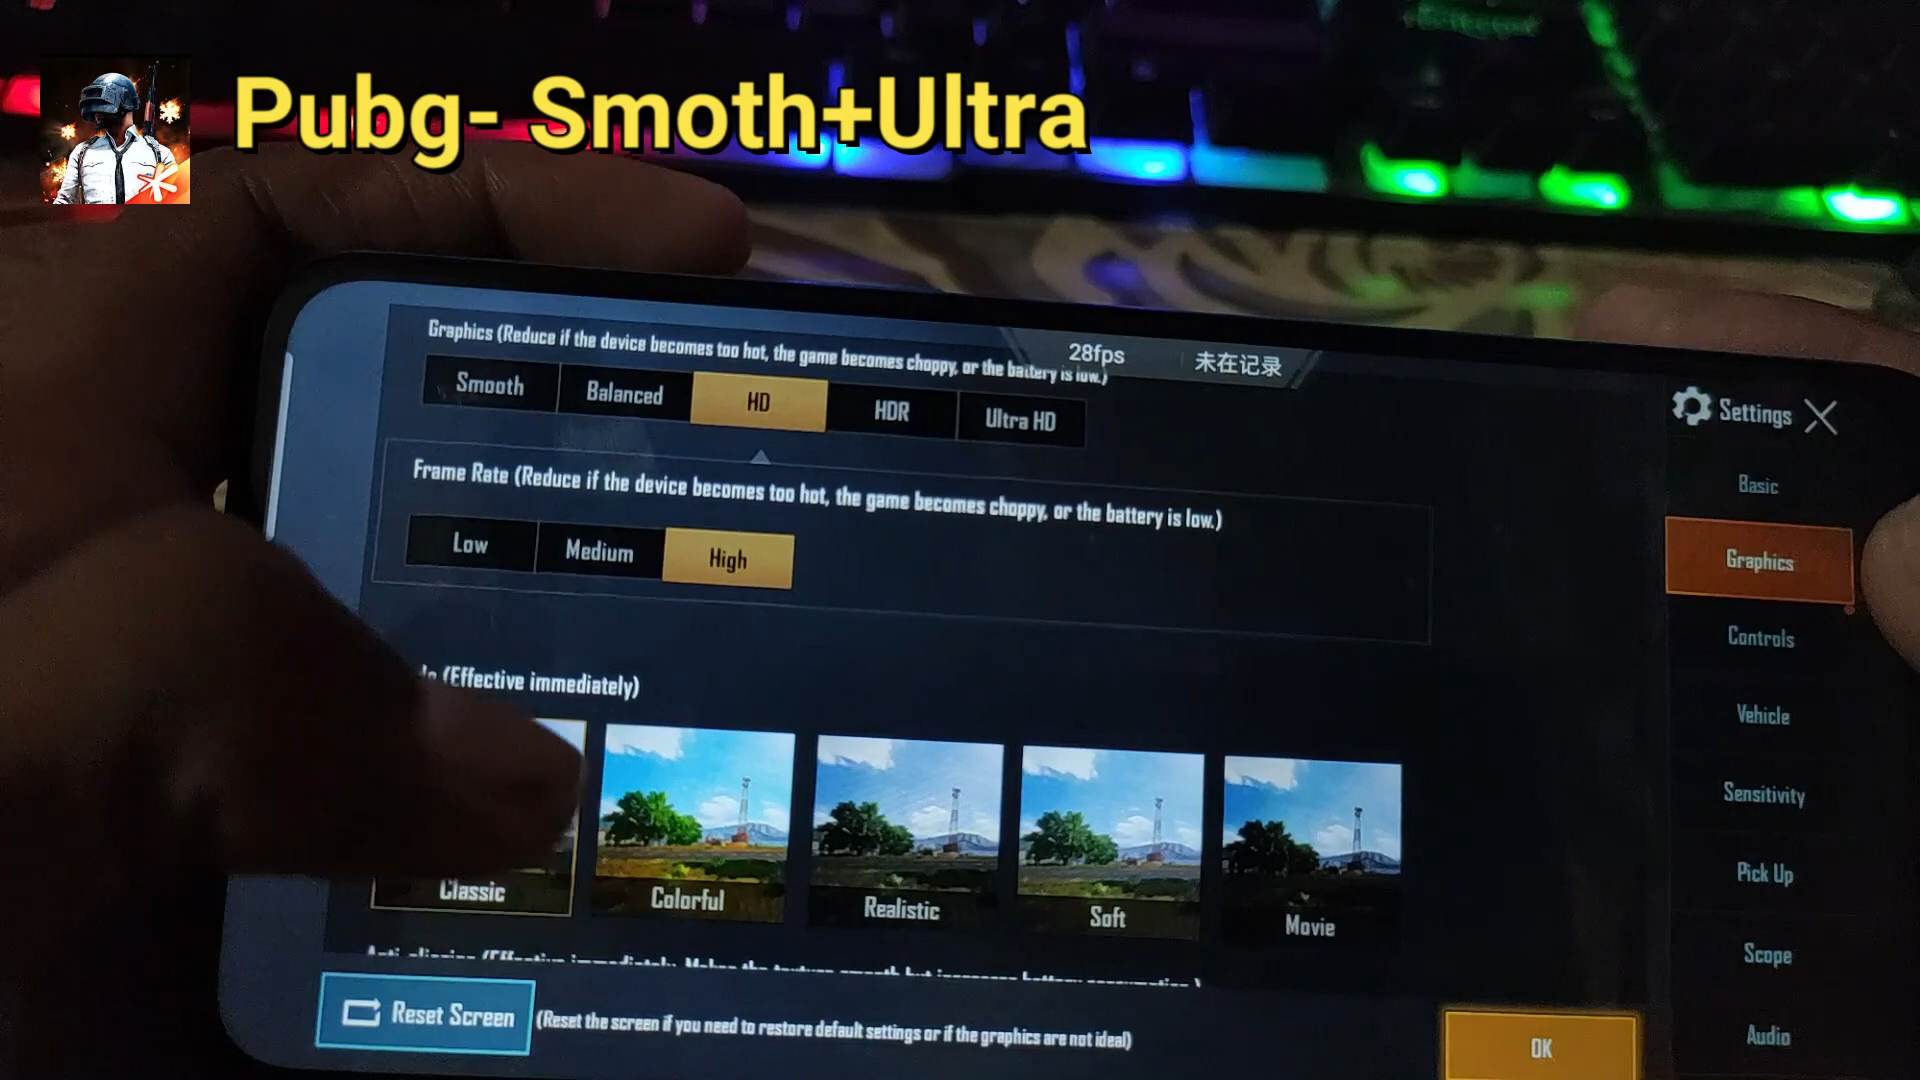 Pubg- Smoth+Ultra
Graphics (Reduce if the device becomes too hot, the game becomes choppy, or the battery is low.)
28fps
未在记录
Smooth
Balanced
HD
HDR
Ultra HD
Settings
Frame Rate (Reduce if the device becomes too hot, the game becomes choppy, or the battery is low.)
Low
Medium
High
Basic
Graphics
Controls
Vehicle
Sensitivity
Pick Up
Scope
Audio
(Effective immediately)
Classic
Colorful
Realistic
Soft
Movie
Reset Screen
(Reset the screen if you need to restore default settings or if the graphics are not ideal)
OK